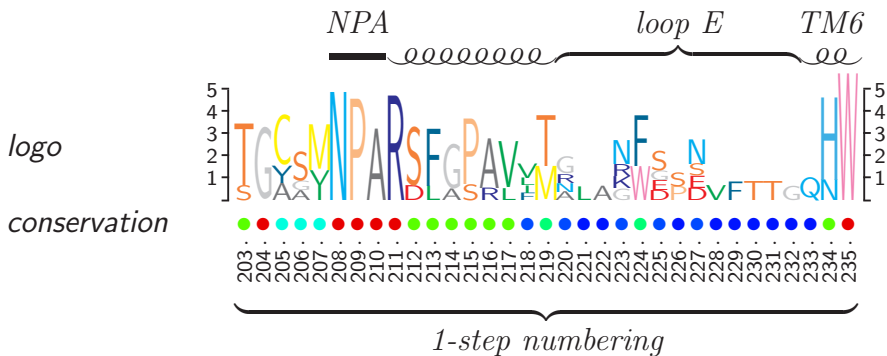 NPA loop E TM6
5 5
4 4
3 3
2 2
1 1
logo
T G C S M N P A R S F G P A V V T G L A N F S S N V F T T G Q H W
S Y G Y D L A S R L I M R R W E P S N
A A F N K D E
A G D
conservation
203 204 205 206 207 208 209 210 211 212 213 214 215 216 217 218 219 220 221 222 223 224 225 226 227 228 229 230 231 232 233 234 235
1-step numbering